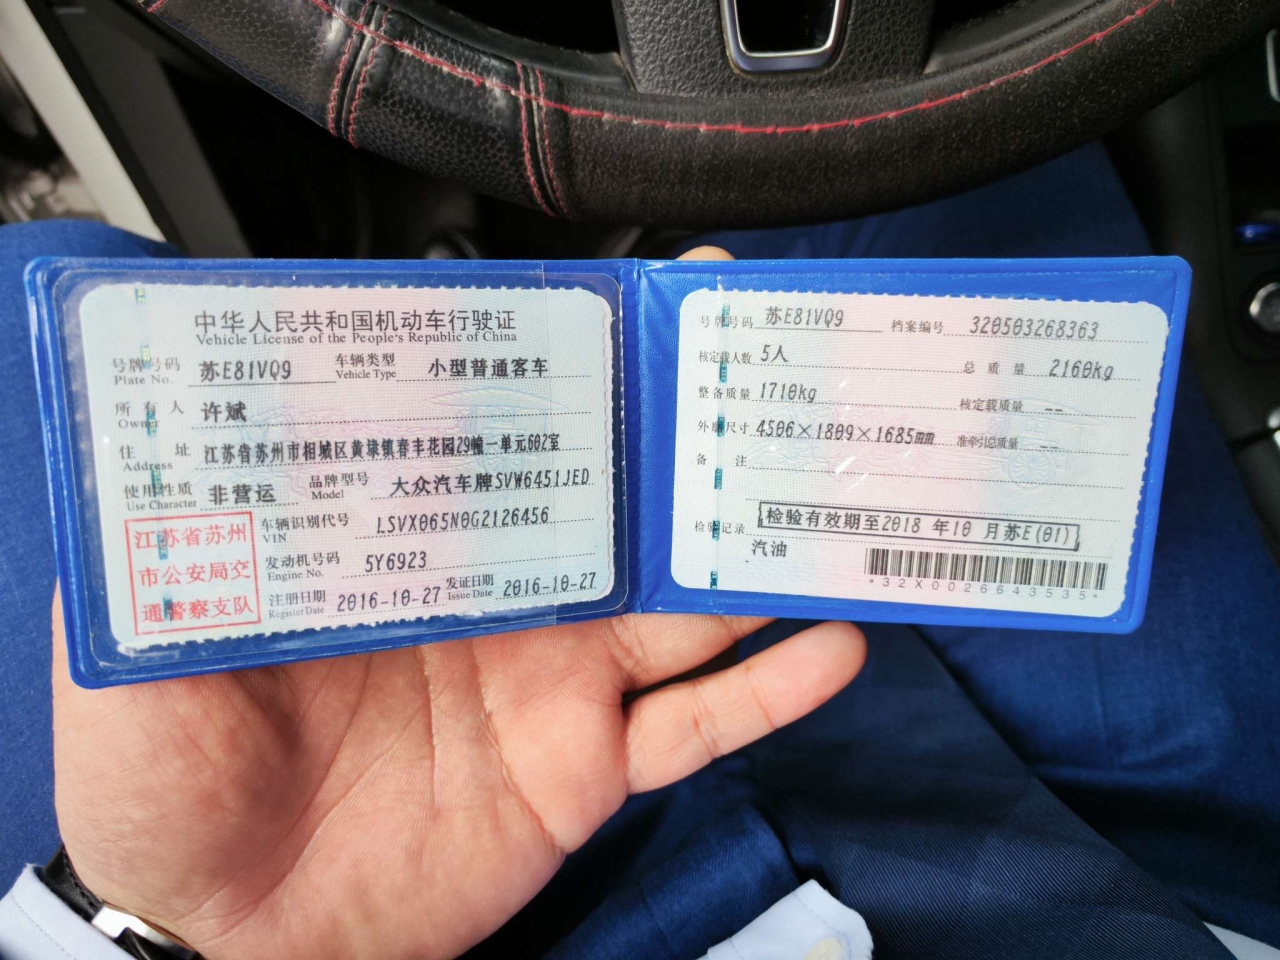 中华人民共和国机动车行驶证
Vehicle License of the People's Republic of China
号牌号码 苏E81VQ9 车辆类型 小型普通客车
Plate No. Vehicle Type
所有人 许斌
Owner
住址 江苏省苏州市相城区黄埭镇春丰花园29幢一单元602室
Address
使用性质 非营运 品牌型号 大众汽车牌SVW6451JED
Use Character Model
江苏省苏州
市公安局交
通警察支队
车辆识别代号 LSVX065N0G2126456
VIN
发动机号码 5Y6923
Engine No.
注册日期 2016-10-27 发证日期 2016-10-27
Register Date Issue Date
号牌号码 苏E81VQ9 档案编号 320503268363
核定载人数 5人 总质量 2160kg
整备质量 1710kg 核定载质量 --
外廓尺寸 4506×1809×1685mm 准牵引总质量 --
备注
检验记录 检验有效期至2018年10月苏E(01)
汽油
*32X0026643535*